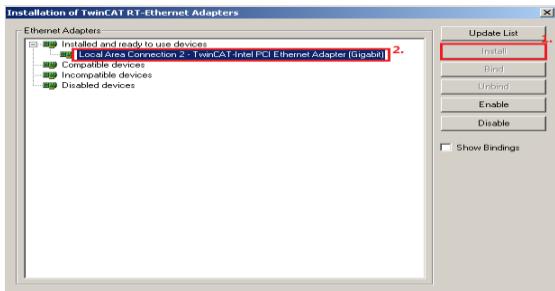 Installation of TwinCAT RT-Ethernet Adapters
Ethernet Adapters
Update List
Installed and ready to use devices
2.
1.
Install
Local Area Connection 2 - TwinCAT-Intel PCI Ethernet Adapter (Gigabit)
Compatible devices
Bind
Incompatible devices
Disabled devices
Unbind
Enable
Disable
Show Bindings